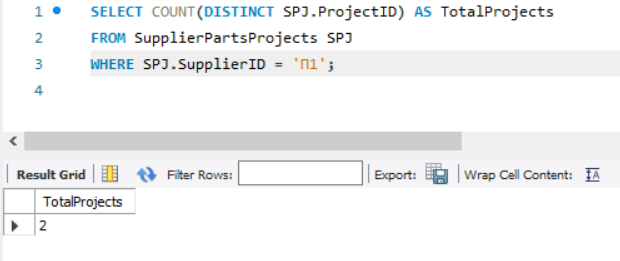 1 SELECT COUNT(DISTINCT SPJ.ProjectID) AS TotalProjects
2 FROM SupplierPartsProjects SPJ
3 WHERE SPJ.SupplierID = 'П1';
4
Result Grid Filter Rows: Export: Wrap Cell Content: IA
TotalProjects
2